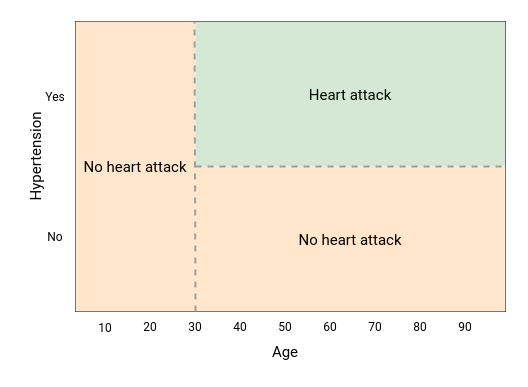 Hypertension
Yes
No
Heart attack
No heart attack
No heart attack
10 20 30 40 50 60 70 80 90
Age